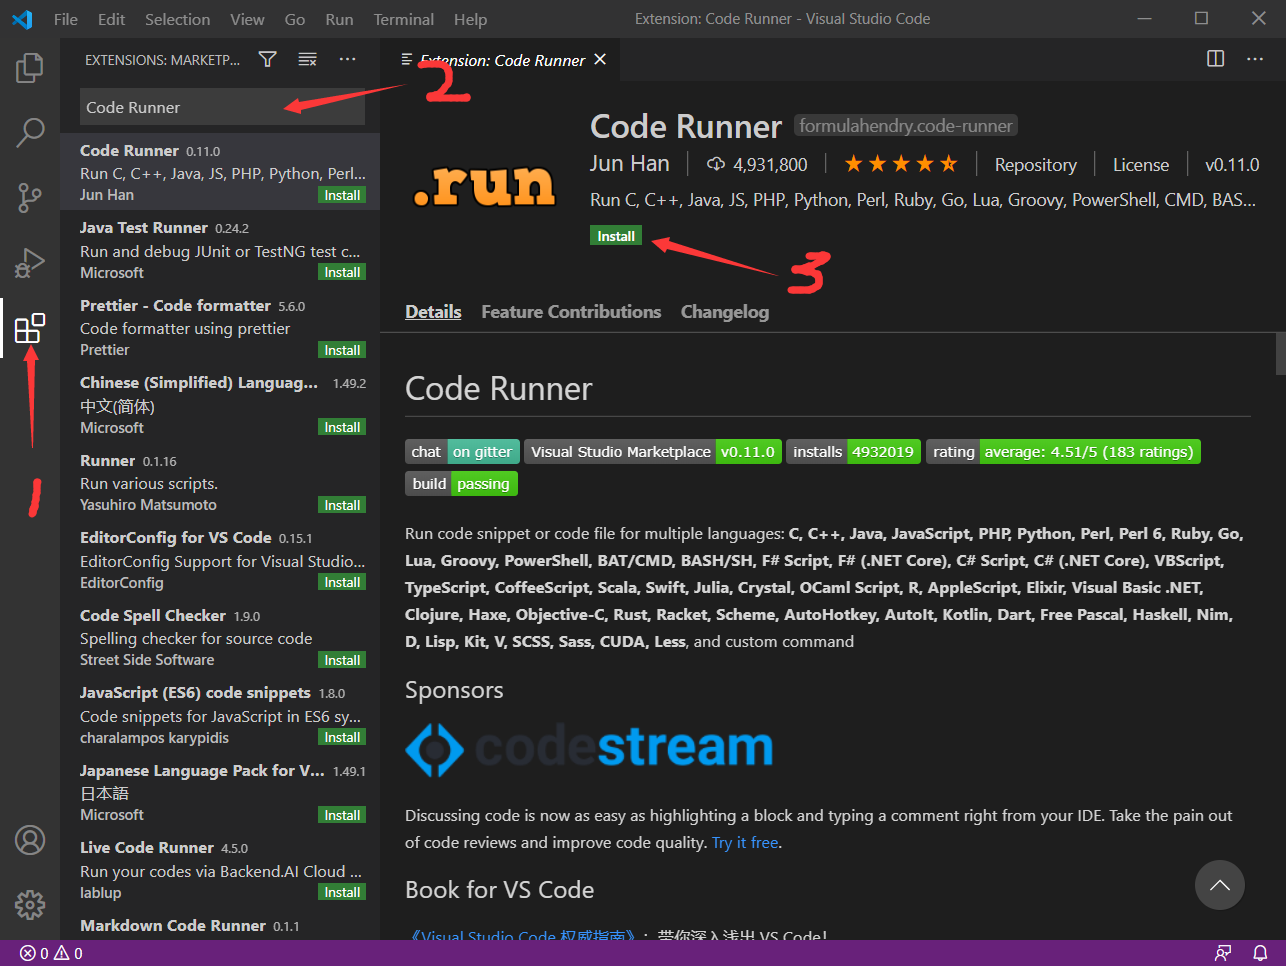 File Edit Selection View Go Run Terminal Help Extension: Code Runner - Visual Studio Code
EXTENSIONS: MARKETP...
Code Runner
Code Runner 0.11.0
Run C, C++, Java, JS, PHP, Python, Perl...
Jun Han Install
Java Test Runner 0.24.2
Run and debug JUnit or TestNG test c...
Microsoft Install
Prettier - Code formatter 5.6.0
Code formatter using prettier
Prettier Install
Chinese (Simplified) Languag... 1.49.2
中文(简体)
Microsoft Install
Runner 0.1.16
Run various scripts.
Yasuhiro Matsumoto Install
EditorConfig for VS Code 0.15.1
EditorConfig Support for Visual Studio...
EditorConfig Install
Code Spell Checker 1.9.0
Spelling checker for source code
Street Side Software Install
JavaScript (ES6) code snippets 1.8.0
Code snippets for JavaScript in ES6 sy...
charalampos karypidis Install
Japanese Language Pack for V... 1.49.1
日本語
Microsoft Install
Live Code Runner 4.5.0
Run your codes via Backend.AI Cloud ...
lablup Install
Markdown Code Runner 0.1.1
1
2
3
Extension: Code Runner
.run
Code Runner formulahendry.code-runner
Jun Han 4,931,800 Repository License v0.11.0
Run C, C++, Java, JS, PHP, Python, Perl, Ruby, Go, Lua, Groovy, PowerShell, CMD, BAS...
Install
Details Feature Contributions Changelog
Code Runner
chat on gitter Visual Studio Marketplace v0.11.0 installs 4932019 rating average: 4.51/5 (183 ratings)
build passing
Run code snippet or code file for multiple languages: C, C++, Java, JavaScript, PHP, Python, Perl, Perl 6, Ruby, Go,
Lua, Groovy, PowerShell, BAT/CMD, BASH/SH, F# Script, F# (.NET Core), C# Script, C# (.NET Core), VBScript,
TypeScript, CoffeeScript, Scala, Swift, Julia, Crystal, OCaml Script, R, AppleScript, Elixir, Visual Basic .NET,
Clojure, Haxe, Objective-C, Rust, Racket, Scheme, AutoHotkey, AutoIt, Kotlin, Dart, Free Pascal, Haskell, Nim,
D, Lisp, Kit, V, SCSS, Sass, CUDA, Less, and custom command
Sponsors
codestream
Discussing code is now as easy as highlighting a block and typing a comment right from your IDE. Take the pain out
of code reviews and improve code quality. Try it free.
Book for VS Code
《Visual Studio Code 权威指南》：带你深入浅出 VS Code!
0 0